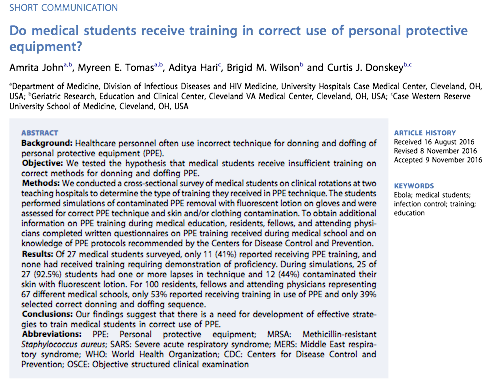 SHORT COMMUNICATION
Do medical students receive training in correct use of personal protective
equipment?
Amrita Johnᵃ,ᵇ, Myreen E. Tomasᵃ,ᵇ, Aditya Hariᶜ, Brigid M. Wilsonᵇ and Curtis J. Donskeyᵇ,ᶜ
ᵃDepartment of Medicine, Division of Infectious Diseases and HIV Medicine, University Hospitals Case Medical Center, Cleveland, OH,
USA; ᵇGeriatric Research, Education and Clinical Center, Cleveland VA Medical Center, Cleveland, OH, USA; ᶜCase Western Reserve
University School of Medicine, Cleveland, OH, USA
ABSTRACT
Background: Healthcare personnel often use incorrect technique for donning and doffing of
personal protective equipment (PPE).
Objective: We tested the hypothesis that medical students receive insufficient training on
correct methods for donning and doffing PPE.
Methods: We conducted a cross-sectional survey of medical students on clinical rotations at two
teaching hospitals to determine the type of training they received in PPE technique. The students
performed simulations of contaminated PPE removal with fluorescent lotion on gloves and were
assessed for correct PPE technique and skin and/or clothing contamination. To obtain additional
information on PPE training during medical education, residents, fellows, and attending physi-
cians completed written questionnaires on PPE training received during medical school and on
knowledge of PPE protocols recommended by the Centers for Disease Control and Prevention.
Results: Of 27 medical students surveyed, only 11 (41%) reported receiving PPE training, and
none had received training requiring demonstration of proficiency. During simulations, 25 of
27 (92.5%) students had one or more lapses in technique and 12 (44%) contaminated their
skin with fluorescent lotion. For 100 residents, fellows and attending physicians representing
67 different medical schools, only 53% reported receiving training in use of PPE and only 39%
selected correct donning and doffing sequence.
Conclusions: Our findings suggest that there is a need for development of effective strate-
gies to train medical students in correct use of PPE.
Abbreviations: PPE: Personal protective equipment; MRSA: Methicillin-resistant
Staphylococcus aureus; SARS: Severe acute respiratory syndrome; MERS: Middle East respira-
tory syndrome; WHO: World Health Organization; CDC: Centers for Disease Control and
Prevention; OSCE: Objective structured clinical examination
ARTICLE HISTORY
Received 16 August 2016
Revised 8 November 2016
Accepted 9 November 2016
KEYWORDS
Ebola; medical students;
infection control; training;
education